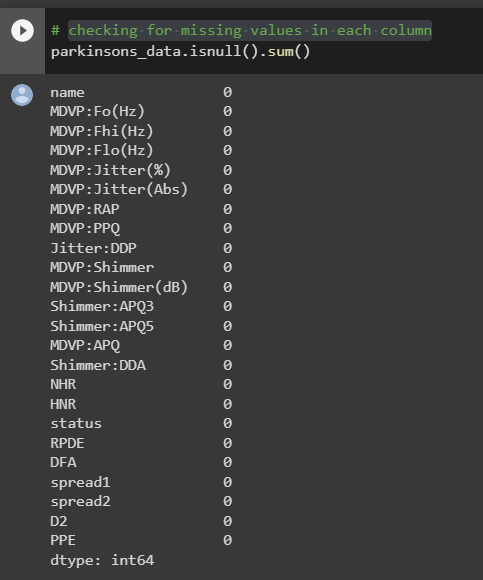 # checking for missing values in each column
parkinsons_data.isnull().sum()
name 0
MDVP:Fo(Hz) 0
MDVP:Fhi(Hz) 0
MDVP:Flo(Hz) 0
MDVP:Jitter(%) 0
MDVP:Jitter(Abs) 0
MDVP:RAP 0
MDVP:PPQ 0
Jitter:DDP 0
MDVP:Shimmer 0
MDVP:Shimmer(dB) 0
Shimmer:APQ3 0
Shimmer:APQ5 0
MDVP:APQ 0
Shimmer:DDA 0
NHR 0
HNR 0
status 0
RPDE 0
DFA 0
spread1 0
spread2 0
D2 0
PPE 0
dtype: int64